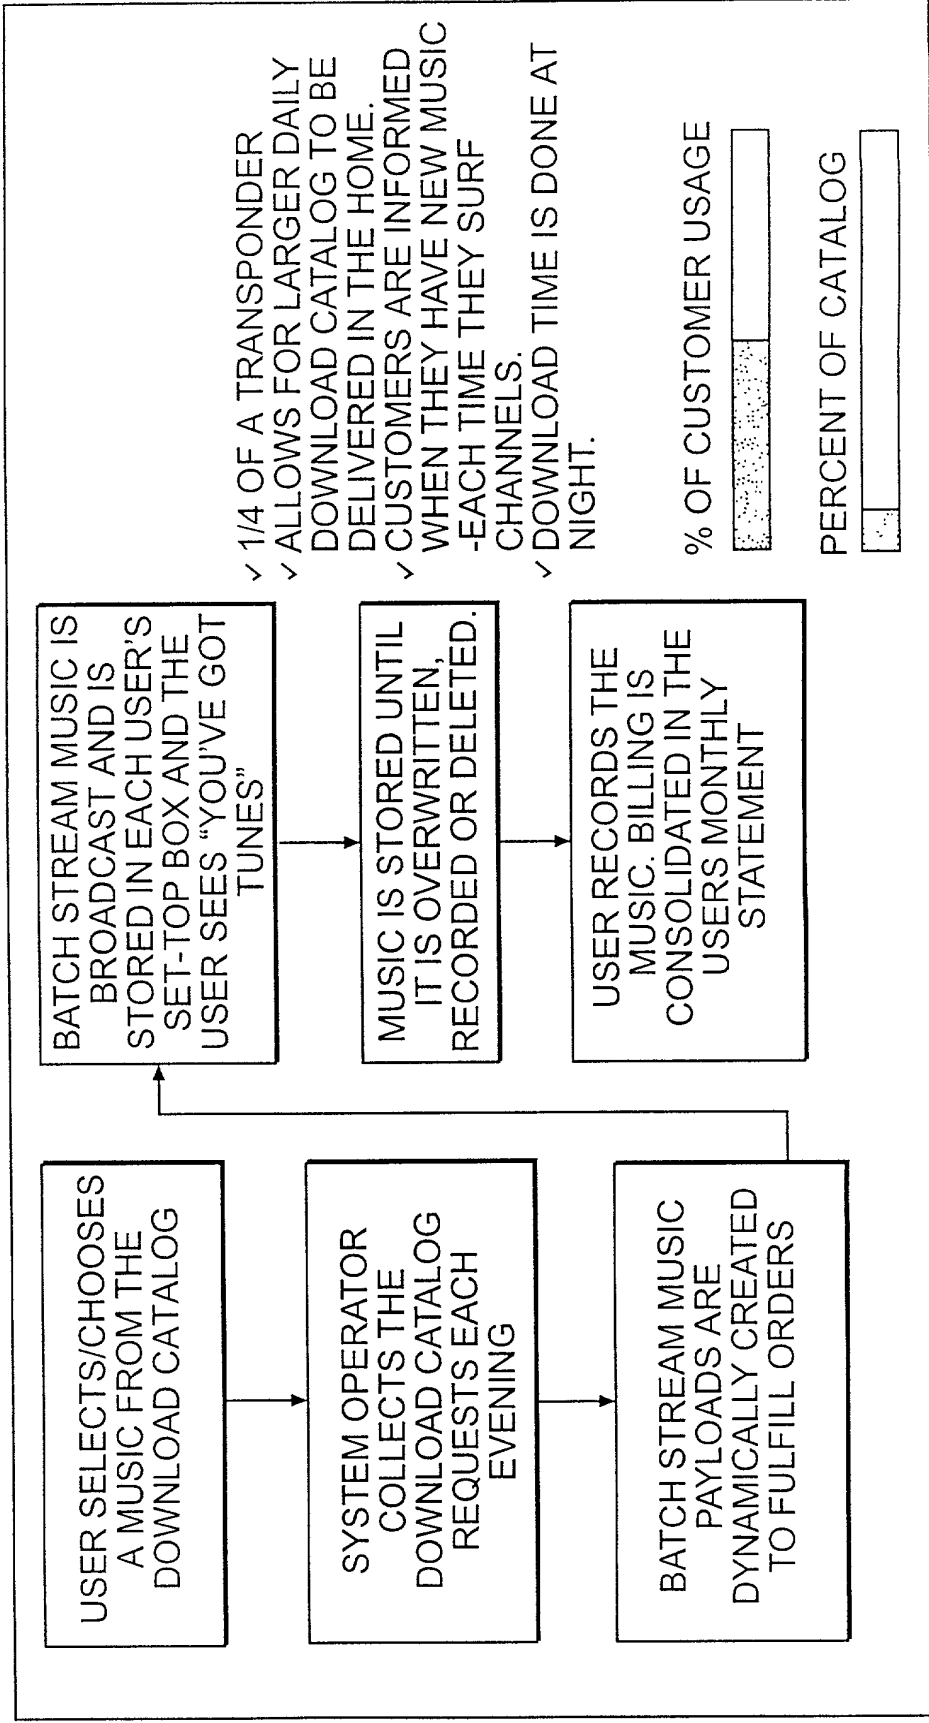 USER SELECTS/CHOOSES
A MUSIC FROM THE
DOWNLOAD CATALOG
SYSTEM OPERATOR
COLLECTS THE
DOWNLOAD CATALOG
REQUESTS EACH
EVENING
BATCH STREAM MUSIC
PAYLOADS ARE
DYNAMICALLY CREATED
TO FULFILL ORDERS
BATCH STREAM MUSIC IS
BROADCAST AND IS
STORED IN EACH USER'S
SET-TOP BOX AND THE
USER SEES "YOU'VE GOT
TUNES"
MUSIC IS STORED UNTIL
IT IS OVERWRITTEN,
RECORDED OR DELETED.
USER RECORDS THE
MUSIC. BILLING IS
CONSOLIDATED IN THE
USERS MONTHLY
STATEMENT
✓ 1/4 OF A TRANSPONDER
✓ ALLOWS FOR LARGER DAILY
DOWNLOAD CATALOG TO BE
DELIVERED IN THE HOME.
✓ CUSTOMERS ARE INFORMED
WHEN THEY HAVE NEW MUSIC
-EACH TIME THEY SURF
CHANNELS.
✓ DOWNLOAD TIME IS DONE AT
NIGHT.
% OF CUSTOMER USAGE
PERCENT OF CATALOG